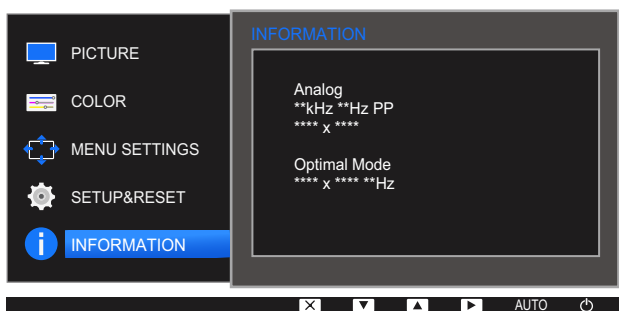 PICTURE
COLOR
MENU SETTINGS
SETUP&RESET
INFORMATION
INFORMATION
Analog
**kHz **Hz PP
**** x ****
Optimal Mode
**** x **** **Hz
AUTO